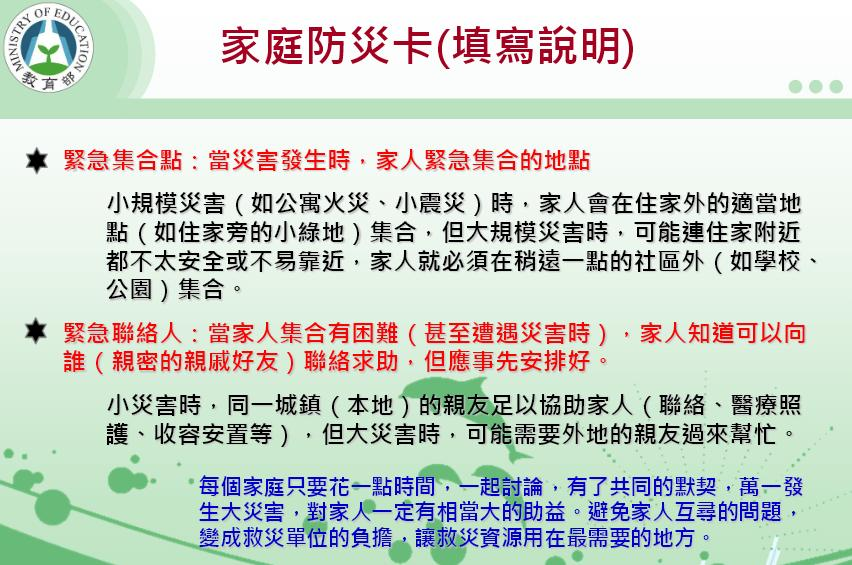 MINISTRY OF EDUCATION
教育部
家庭防災卡(填寫說明)
緊急集合點：當災害發生時，家人緊急集合的地點
小規模災害（如公寓火災、小震災）時，家人會在住家外的適當地
點（如住家旁的小綠地）集合，但大規模災害時，可能連住家附近
都不太安全或不易靠近，家人就必須在稍遠一點的社區外（如學校、
公園）集合。
緊急聯絡人：當家人集合有困難（甚至遭遇災害時），家人知道可以向
誰（親密的親戚好友）聯絡求助，但應事先安排好。
小災害時，同一城鎮（本地）的親友足以協助家人（聯絡、醫療照
護、收容安置等），但大災害時，可能需要外地的親友過來幫忙。
每個家庭只要花一點時間，一起討論，有了共同的默契，萬一發
生大災害，對家人一定有相當大的助益。避免家人互尋的問題，
變成救災單位的負擔，讓救災資源用在最需要的地方。